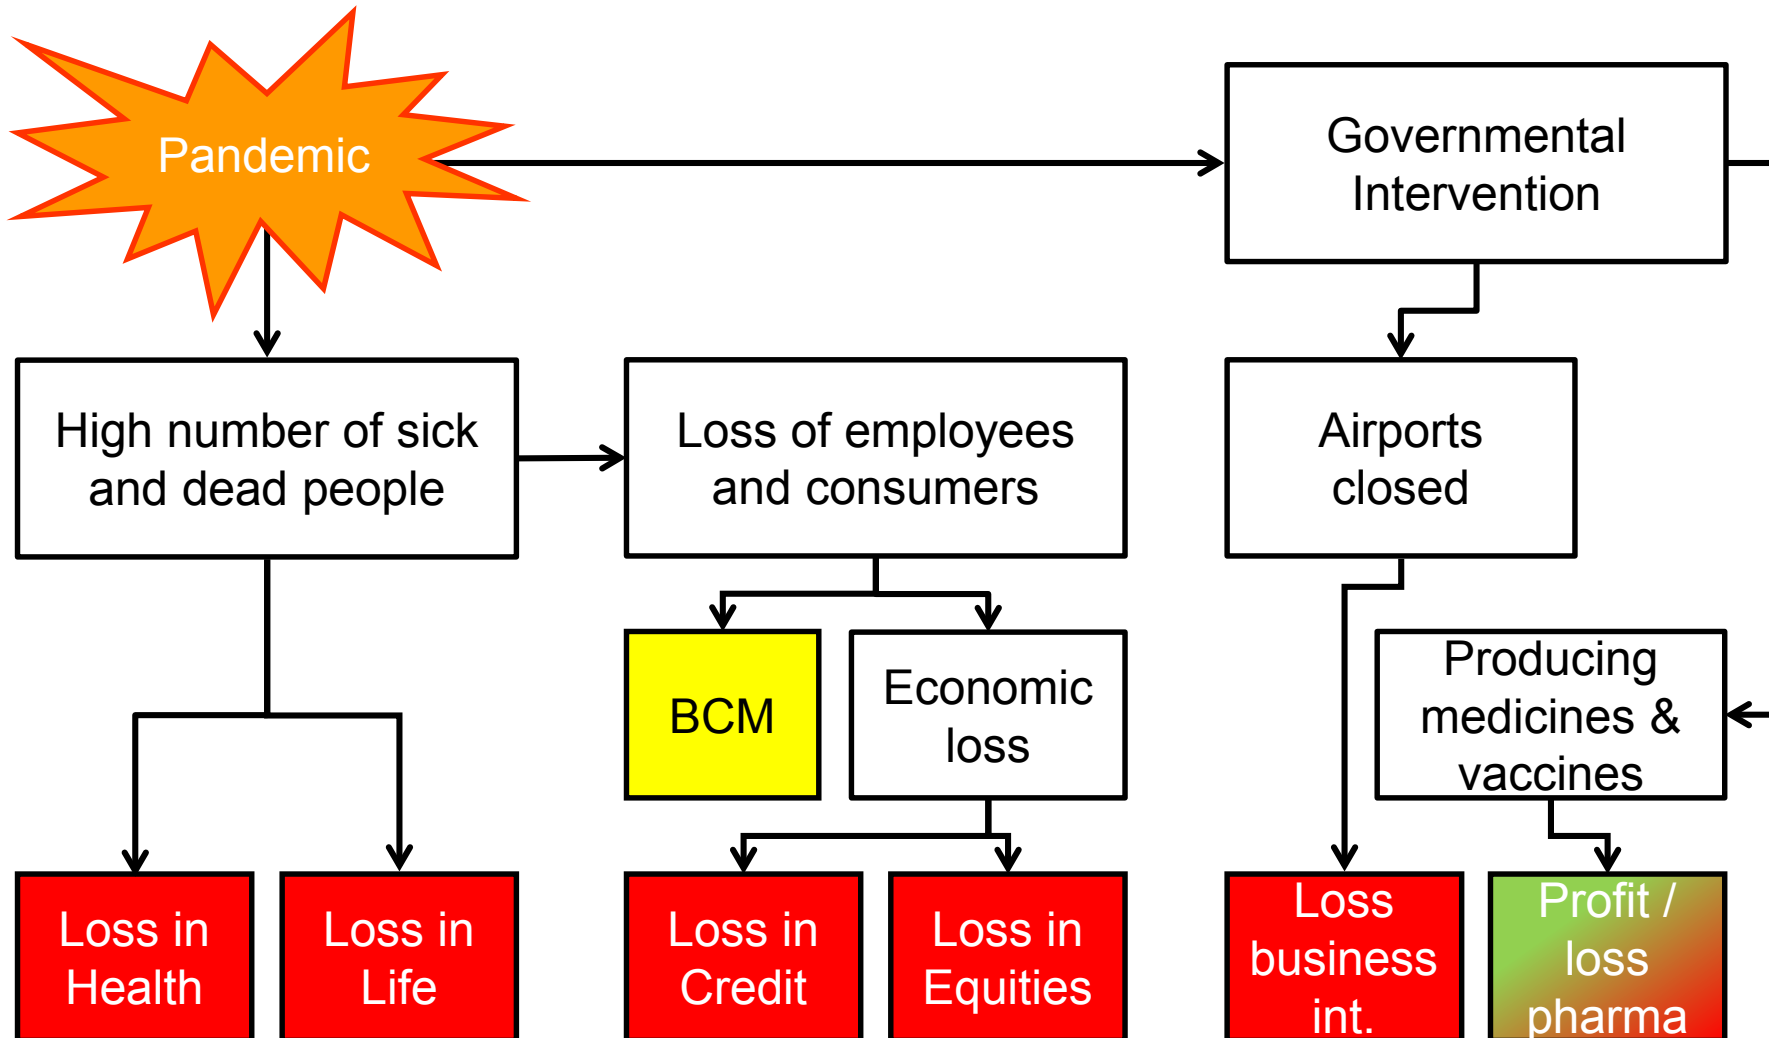 Pandemic
Governmental
Intervention
High number of sick
and dead people
Loss of employees
and consumers
Airports
closed
BCM
Economic
loss
Producing
medicines &
vaccines
Loss in
Health
Loss in
Life
Loss in
Credit
Loss in
Equities
Loss
business
int.
Profit /
loss
pharma